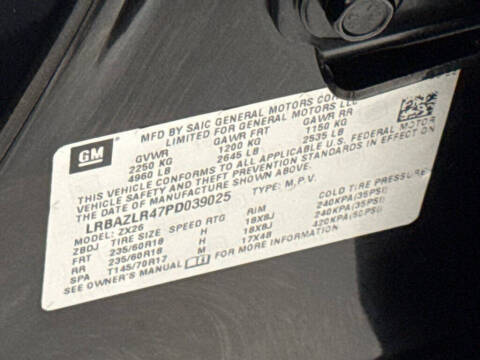 GM
MFD BY SAIC GENERAL MOTORS CORP
LIMITED FOR GENERAL MOTORS LLC
GVWR GAWR FRT GAWR RR
2250 KG 1200 KG 1150 KG
4960 LB 2645 LB 2535 LB
THIS VEHICLE CONFORMS TO ALL APPLICABLE U.S. FEDERAL MOTOR
VEHICLE SAFETY AND THEFT PREVENTION STANDARDS IN EFFECT ON
THE DATE OF MANUFACTURE SHOWN ABOVE.
LRBAZLR47PD039025 TYPE: M.P.V.
MODEL: ZX26
ZBDJ TIRE SIZE SPEED RTG RIM COLD TIRE PRESSURE
FRT 235/60R18 H 18X8J 240KPA(35PSI)
RR 235/60R18 H 18X8J 240KPA(35PSI)
SPA T145/70R17 M 17X4B 420KPA(60PSI)
SEE OWNER'S MANUAL FOR MORE INFORMATION